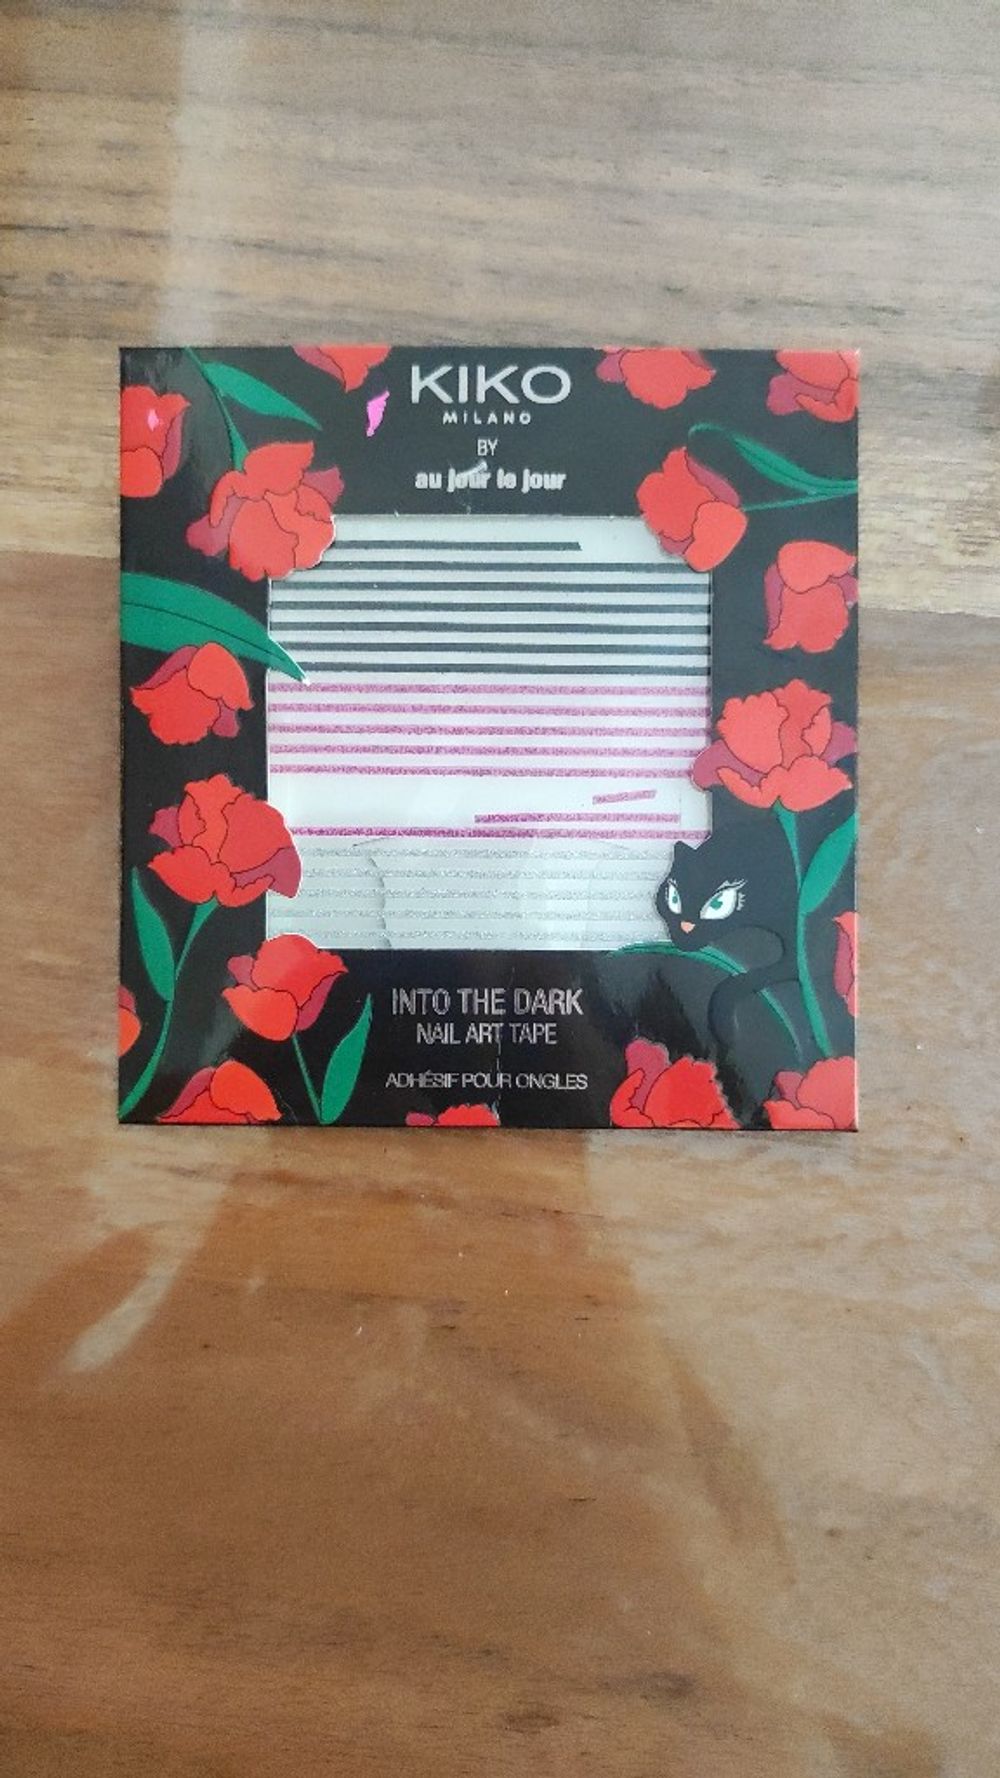 KIKO
MILANO
BY
au jour le jour
INTO THE DARK
NAIL ART TAPE
ADHÉSIF POUR ONGLES